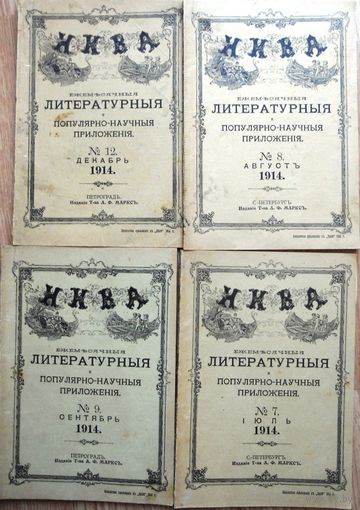 НИВА
ЕЖЕМѢСЯЧНЫЯ
ЛИТЕРАТУРНЫЯ
И
ПОПУЛЯРНО-НАУЧНЫЯ
ПРИЛОЖЕНІЯ.
№ 12.
ДЕКАБРЬ
1914.
ПЕТРОГРАДЪ.
Изданіе Т-ва А. Ф. МАРКСЪ.
НИВА
ЕЖЕМѢСЯЧНЫЯ
ЛИТЕРАТУРНЫЯ
И
ПОПУЛЯРНО-НАУЧНЫЯ
ПРИЛОЖЕНІЯ.
№ 8.
АВГУСТЪ
1914.
С-ПЕТЕРБУРГЪ.
Изданіе Т-ва А. Ф. МАРКСЪ.
НИВА
ЕЖЕМѢСЯЧНЫЯ
ЛИТЕРАТУРНЫЯ
И
ПОПУЛЯРНО-НАУЧНЫЯ
ПРИЛОЖЕНІЯ.
№ 9.
СЕНТЯБРЬ
1914.
ПЕТРОГРАДЪ.
Изданіе Т-ва А. Ф. МАРКСЪ.
НИВА
ЕЖЕМѢСЯЧНЫЯ
ЛИТЕРАТУРНЫЯ
И
ПОПУЛЯРНО-НАУЧНЫЯ
ПРИЛОЖЕНІЯ.
№ 7.
ІЮЛЬ
1914.
С-ПЕТЕРБУРГЪ.
Изданіе Т-ва А. Ф. МАРКСЪ.